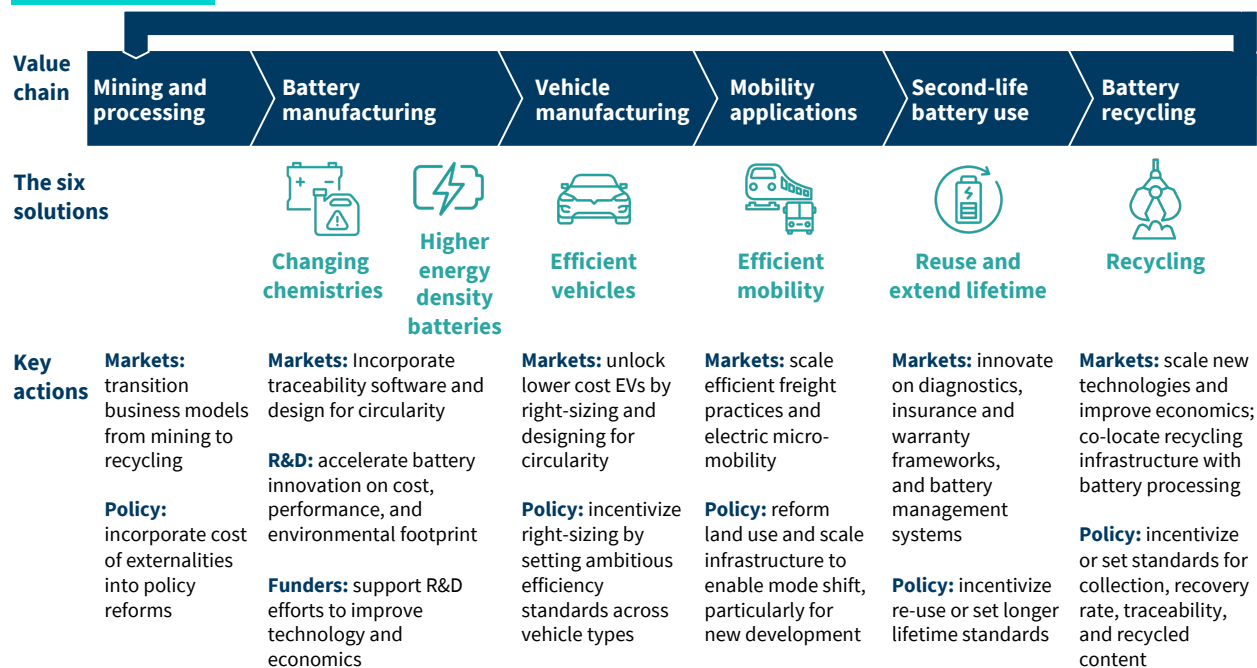 Value
chain
Mining and
processing
Battery
manufacturing
Vehicle
manufacturing
Mobility
applications
Second-life
battery use
Battery
recycling
The six
solutions
Changing
chemistries
Higher
energy
density
batteries
Efficient
vehicles
Efficient
mobility
Reuse and
extend lifetime
Recycling
Key
actions
Markets:
transition
business models
from mining to
recycling
Policy:
incorporate cost
of externalities
into policy
reforms
Markets: Incorporate
traceability software and
design for circularity
R&D: accelerate battery
innovation on cost,
performance, and
environmental footprint
Funders: support R&D
efforts to improve
technology and
economics
Markets: unlock
lower cost EVs by
right-sizing and
designing for
circularity
Policy: incentivize
right-sizing by
setting ambitious
efficiency
standards across
vehicle types
Markets: scale
efficient freight
practices and
electric micro-
mobility
Policy: reform
land use and scale
infrastructure to
enable mode shift,
particularly for
new development
Markets: innovate
on diagnostics,
insurance and
warranty
frameworks,
and battery
management
systems
Policy: incentivize
re-use or set longer
lifetime standards
Markets: scale new
technologies and
improve economics;
co-locate recycling
infrastructure with
battery processing
Policy: incentivize
or set standards for
collection, recovery
rate, traceability,
and recycled
content